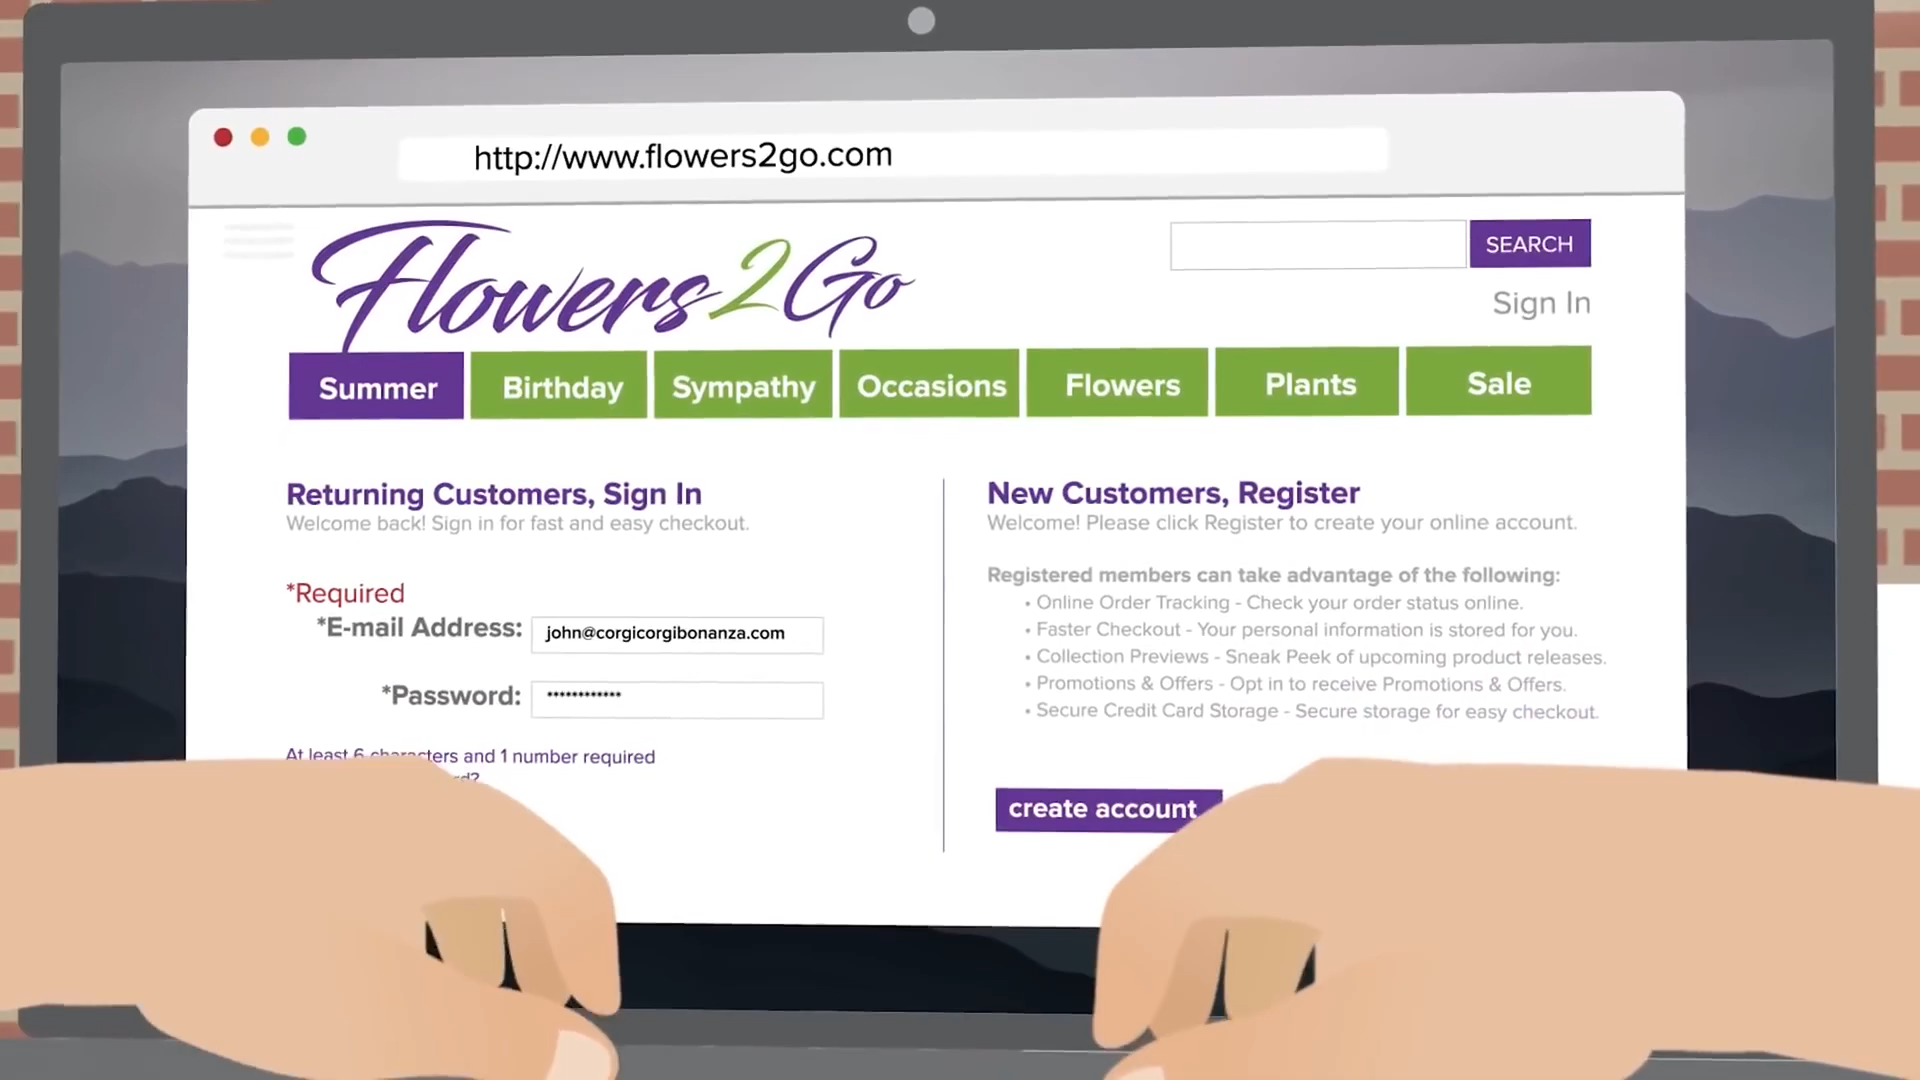 http://www.flowers2go.com
Flowers2Go
SEARCH
Sign In
Summer
Birthday
Sympathy
Occasions
Flowers
Plants
Sale
Returning Customers, Sign In
Welcome back! Sign in for fast and easy checkout.
*Required
*E-mail Address:
john@corgicorgibonanza.com
*Password:
••••••••••••
At least 6 characters and 1 number required
New Customers, Register
Welcome! Please click Register to create your online account.
Registered members can take advantage of the following:
• Online Order Tracking - Check your order status online.
• Faster Checkout - Your personal information is stored for you.
• Collection Previews - Sneak Peek of upcoming product releases.
• Promotions & Offers - Opt in to receive Promotions & Offers.
• Secure Credit Card Storage - Secure storage for easy checkout.
create account